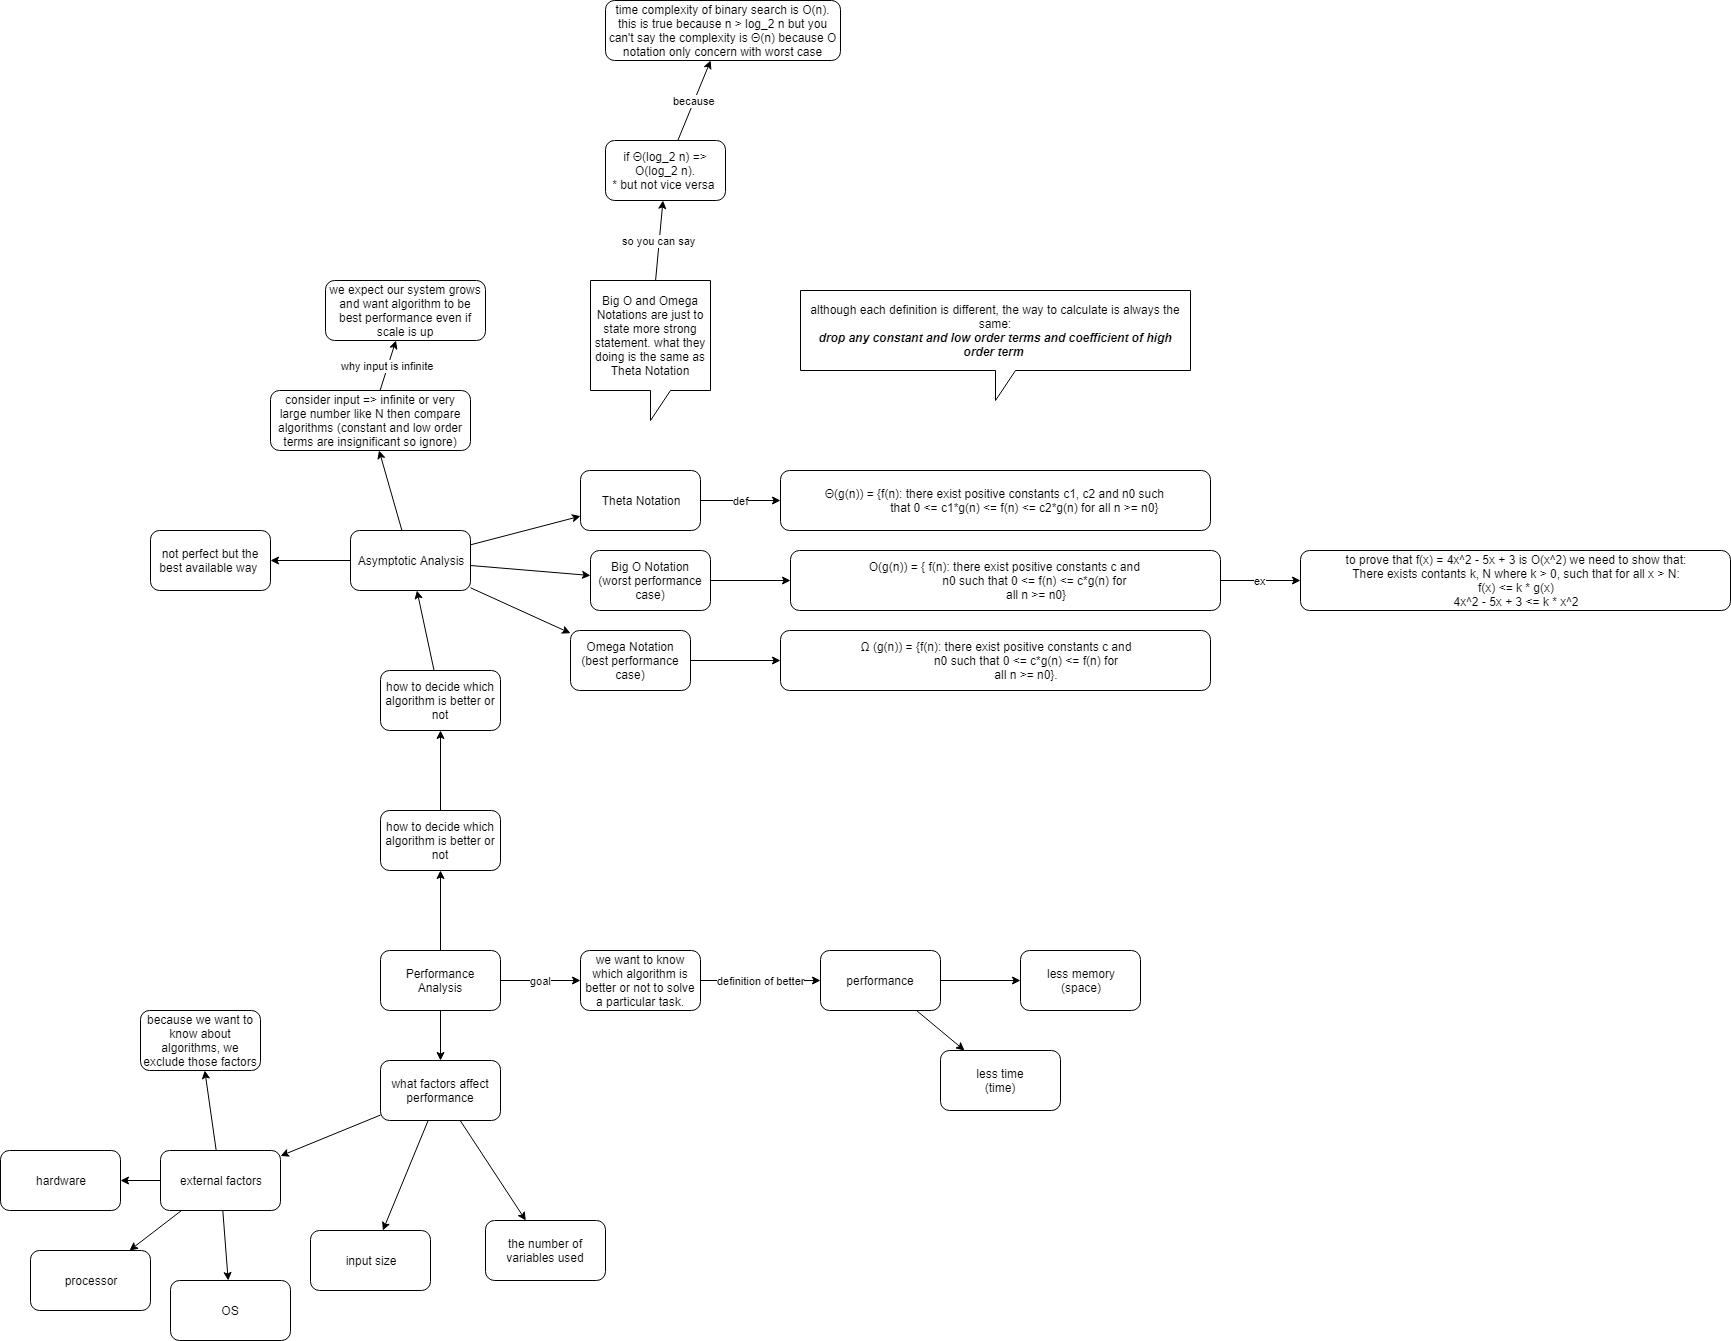 time complexity of binary search is O(n).
this is true because n > log_2 n but you
can't say the complexity is Θ(n) because O
notation only concern with worst case
because
if Θ(log_2 n) =>
O(log_2 n).
* but not vice versa
so you can say
we expect our system grows
and want algorithm to be
best performance even if
scale is up
why input is infinite
consider input => infinite or very
large number like N then compare
algorithms (constant and low order
terms are insignificant so ignore)
Big O and Omega
Notations are just to
state more strong
statement. what they
doing is the same as
Theta Notation
although each definition is different, the way to calculate is always the
same:
drop any constant and low order terms and coefficient of high
order term
Theta Notation
def
Θ(g(n)) = {f(n): there exist positive constants c1, c2 and n0 such
that 0 <= c1*g(n) <= f(n) <= c2*g(n) for all n >= n0}
not perfect but the
best available way
Asymptotic Analysis
Big O Notation
(worst performance
case)
O(g(n)) = { f(n): there exist positive constants c and
n0 such that 0 <= f(n) <= c*g(n) for
all n >= n0}
ex
to prove that f(x) = 4x^2 - 5x + 3 is O(x^2) we need to show that:
There exists contants k, N where k > 0, such that for all x > N:
f(x) <= k * g(x)
4x^2 - 5x + 3 <= k * x^2
Omega Notation
(best performance
case)
Ω (g(n)) = {f(n): there exist positive constants c and
n0 such that 0 <= c*g(n) <= f(n) for
all n >= n0}.
how to decide which
algorithm is better or
not
how to decide which
algorithm is better or
not
Performance
Analysis
goal
we want to know
which algorithm is
better or not to solve
a particular task.
definition of better
performance
less memory
(space)
less time
(time)
because we want to
know about
algorithms, we
exclude those factors
what factors affect
performance
hardware
external factors
processor
OS
input size
the number of
variables used